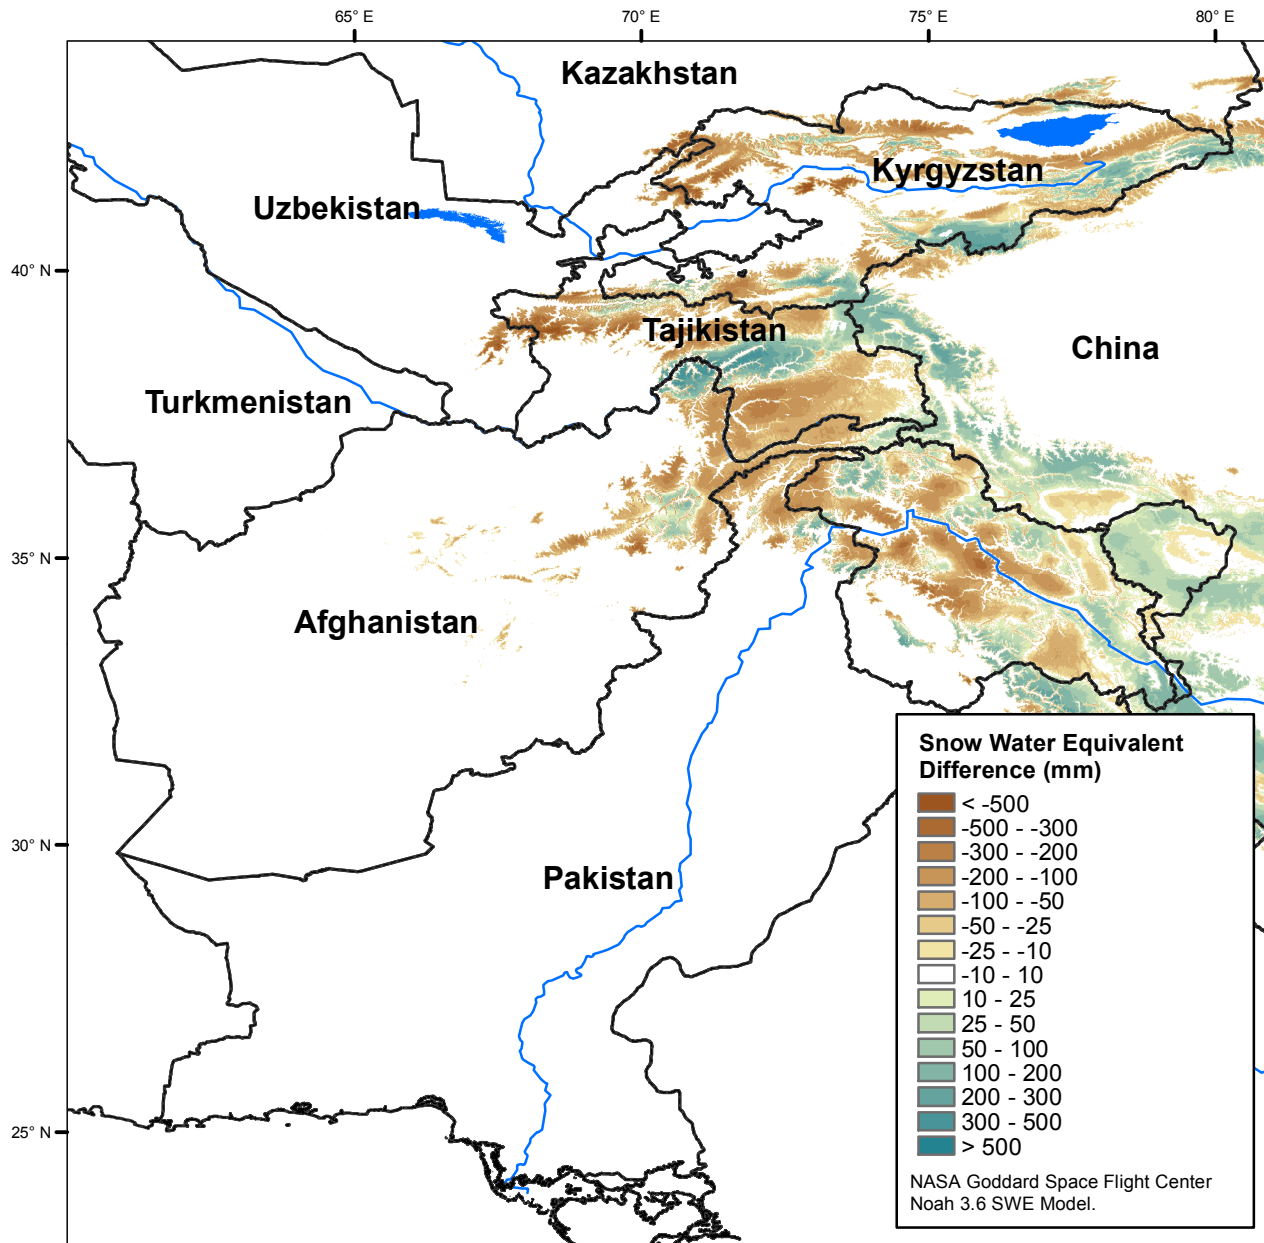 65° E
70° E
75° E
80° E
Kazakhstan
Kyrgyzstan
Uzbekistan
40° N
Tajikistan
China
Turkmenistan
35° N
Afghanistan
30° N
Pakistan
25° N
Snow Water Equivalent
Difference (mm)
< -500
-500 - -300
-300 - -200
-200 - -100
-100 - -50
-50 - -25
-25 - -10
-10 - 10
10 - 25
25 - 50
50 - 100
100 - 200
200 - 300
300 - 500
> 500
NASA Goddard Space Flight Center
Noah 3.6 SWE Model.